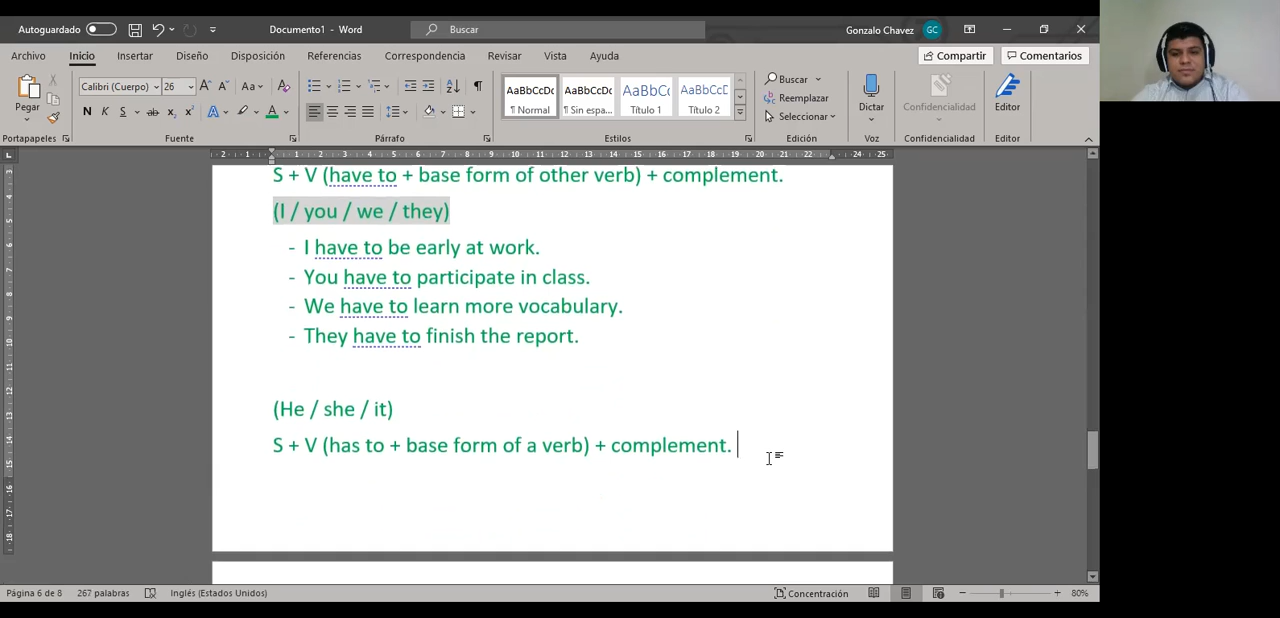 Autoguardado
Documento1 - Word
Buscar
Gonzalo Chavez
GC
Archivo
Inicio
Insertar
Diseño
Disposición
Referencias
Correspondencia
Revisar
Vista
Ayuda
Compartir
Comentarios
Pegar
Portapapeles
Calibri (Cuerpo)
26
Aa
N K S ab x₂ x²
Fuente
Párrafo
AaBbCcDc
¶ Normal
AaBbCcDc
¶ Sin espa...
AaBbCc
Título 1
AaBbCcD
Título 2
Estilos
Buscar
Reemplazar
Seleccionar
Edición
Dictar
Voz
Confidencialidad
Confidencialidad
Editor
Editor
S + V (have to + base form of other verb) + complement.
(I / you / we / they)
- I have to be early at work.
- You have to participate in class.
- We have to learn more vocabulary.
- They have to finish the report.
(He / she / it)
S + V (has to + base form of a verb) + complement.
Página 6 de 8
267 palabras
Inglés (Estados Unidos)
Concentración
80%